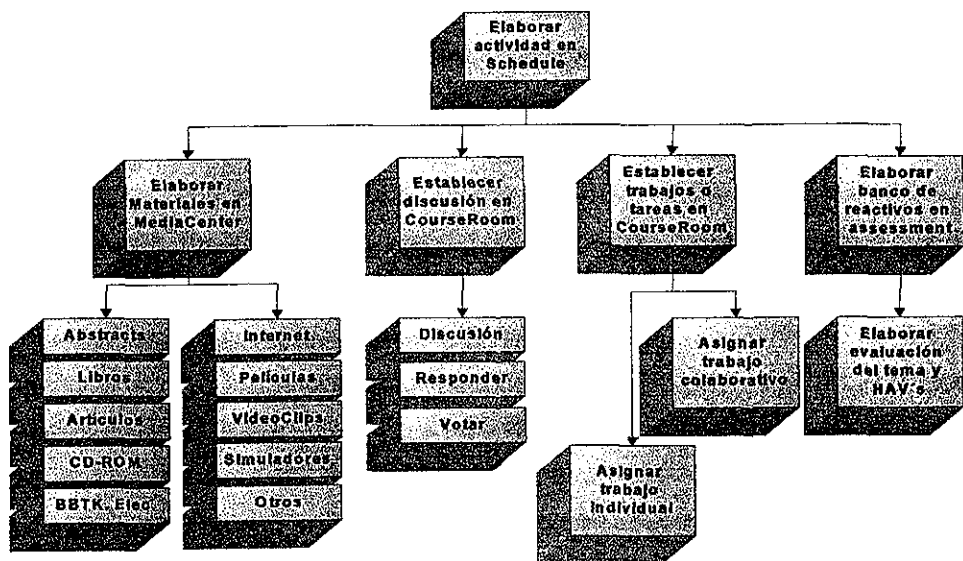 Elaborar
actividad en
Schedule
Elaborar
Materiales en
MediaCenter
Establecer
discusión en
CourseRoom
Establecer
trabajos o
tareas en
CourseRoom
Elaborar
banco de
reactivos en
assessment
Abstracts
Libros
Artículos
CD-ROM
BBTK. Elec
Internet.
Películas
VideoClips
Simuladores
Otros
Discusión
Responder
Votar
Asignar
trabajo
colaborativo
Asignar
trabajo
individual
Elaborar
evaluación
del tema y
HAV's